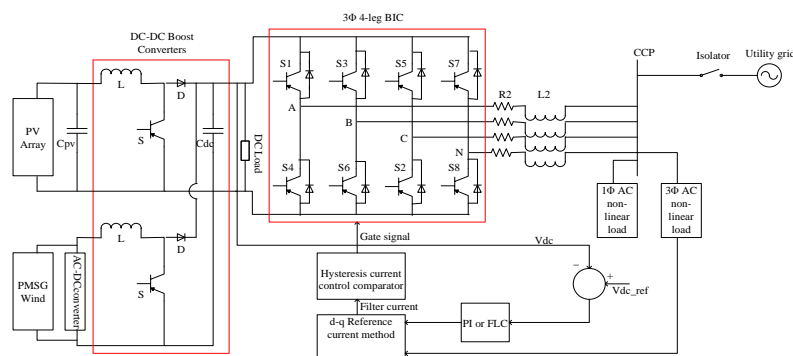 DC-DC Boost
Converters
3Φ 4-leg BIC
CCP
Isolator
Utility grid
S1
S3
S5
S7
L
D
R2
L2
A
PV
Array
Cpv
S
Cdc
DC Load
B
C
N
S4
S6
S2
S8
1Φ AC
non-
linear
load
3Φ AC
non-
linear
load
L
D
Gate signal
Vdc
PMSG
Wind
AC-DCconverter
S
Hysteresis current
control comparator
−
+
Vdc_ref
Filter current
d-q Reference
current method
PI or FLC